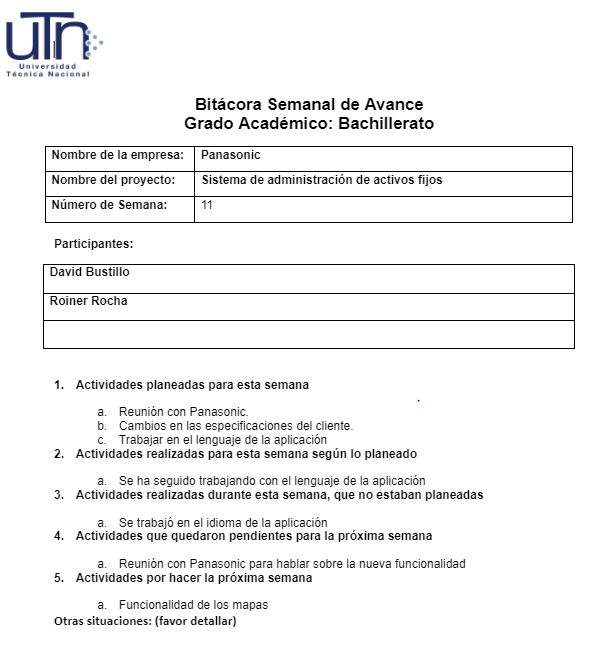 UTN
Universidad
Técnica Nacional
Bitácora Semanal de Avance
Grado Académico: Bachillerato
Nombre de la empresa: Panasonic
Nombre del proyecto: Sistema de administración de activos fijos
Número de Semana: 11
Participantes:
David Bustillo
Roiner Rocha
1. Actividades planeadas para esta semana
a. Reunión con Panasonic.
b. Cambios en las especificaciones del cliente.
c. Trabajar en el lenguaje de la aplicación
2. Actividades realizadas para esta semana según lo planeado
a. Se ha seguido trabajando con el lenguaje de la aplicación
3. Actividades realizadas durante esta semana, que no estaban planeadas
a. Se trabajó en el idioma de la aplicación
4. Actividades que quedaron pendientes para la próxima semana
a. Reunión con Panasonic para hablar sobre la nueva funcionalidad
5. Actividades por hacer la próxima semana
a. Funcionalidad de los mapas
Otras situaciones: (favor detallar)